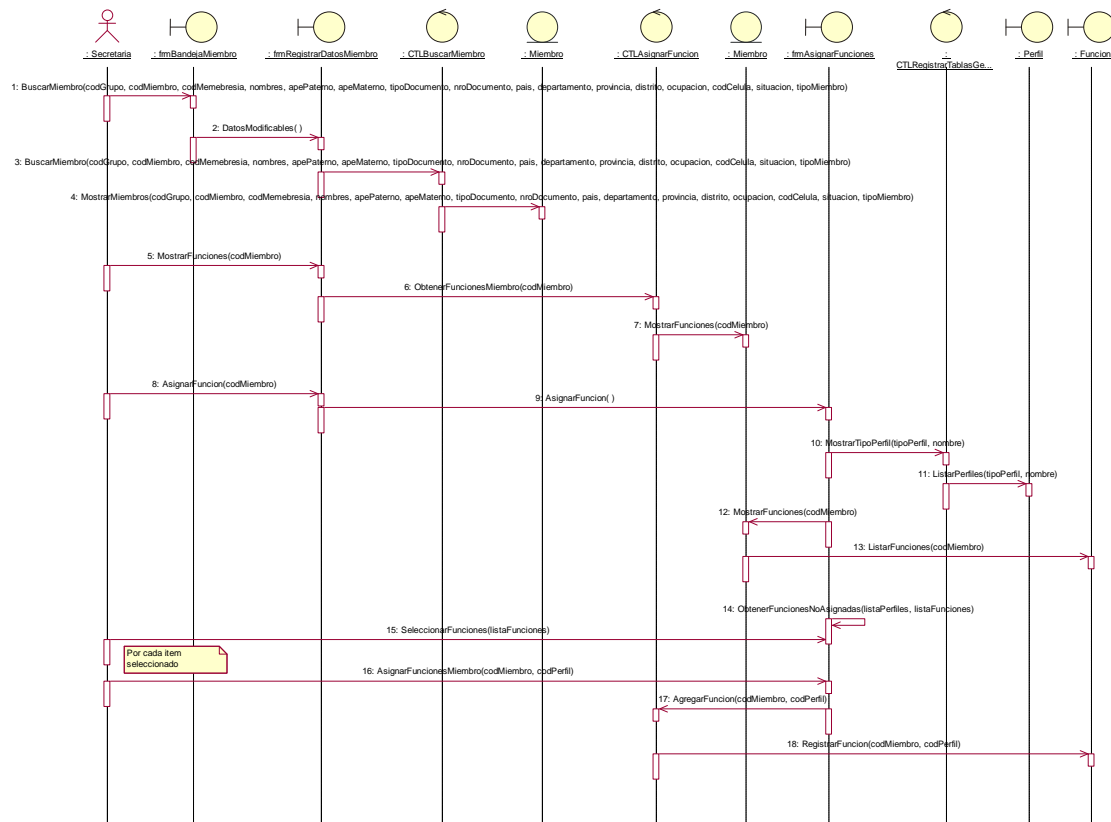 : Secretaria
: frmBandejaMiembro
: frmRegistrarDatosMiembro
: CTLBuscarMiembro
: Miembro
: CTLAsignarFuncion
: Miembro
: frmAsignarFunciones
:
CTLRegistrarTablasGe...
: Perfil
: Funcion
1: BuscarMiembro(codGrupo, codMiembro, codMemebresia, nombres, apePaterno, apeMaterno, tipoDocumento, nroDocumento, pais, departamento, provincia, distrito, ocupacion, codCelula, situacion, tipoMiembro)
2: DatosModificables( )
3: BuscarMiembro(codGrupo, codMiembro, codMemebresia, nombres, apePaterno, apeMaterno, tipoDocumento, nroDocumento, pais, departamento, provincia, distrito, ocupacion, codCelula, situacion, tipoMiembro)
4: MostrarMiembros(codGrupo, codMiembro, codMemebresia, nombres, apePaterno, apeMaterno, tipoDocumento, nroDocumento, pais, departamento, provincia, distrito, ocupacion, codCelula, situacion, tipoMiembro)
5: MostrarFunciones(codMiembro)
6: ObtenerFuncionesMiembro(codMiembro)
7: MostrarFunciones(codMiembro)
8: AsignarFuncion(codMiembro)
9: AsignarFuncion( )
10: MostrarTipoPerfil(tipoPerfil, nombre)
11: ListarPerfiles(tipoPerfil, nombre)
12: MostrarFunciones(codMiembro)
13: ListarFunciones(codMiembro)
14: ObtenerFuncionesNoAsignadas(listaPerfiles, listaFunciones)
15: SeleccionarFunciones(listaFunciones)
Por cada item
seleccionado
16: AsignarFuncionesMiembro(codMiembro, codPerfil)
17: AgregarFuncion(codMiembro, codPerfil)
18: RegistrarFuncion(codMiembro, codPerfil)